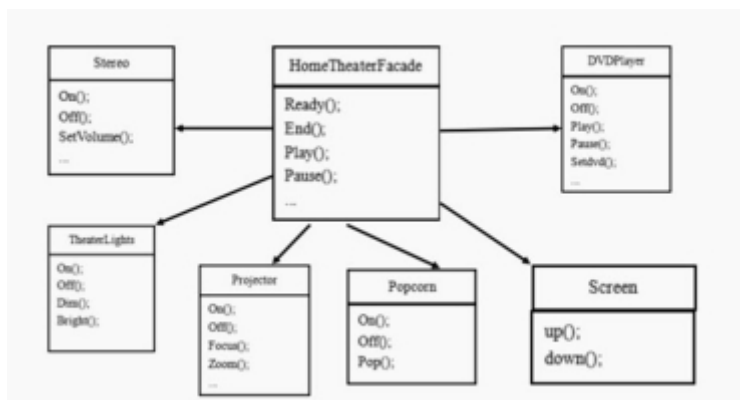 Stereo
On();
Off();
SetVolume();
...
HomeTheaterFacade
Ready();
End();
Play();
Pause();
...
DVDPlayer
On();
Off();
Play();
Pause();
Setdvd();
...
TheaterLights
On();
Off();
Dim();
Bright();
Projector
On();
Off();
Focus();
Zoom();
...
Popcorn
On();
Off();
Pop();
Screen
up();
down();